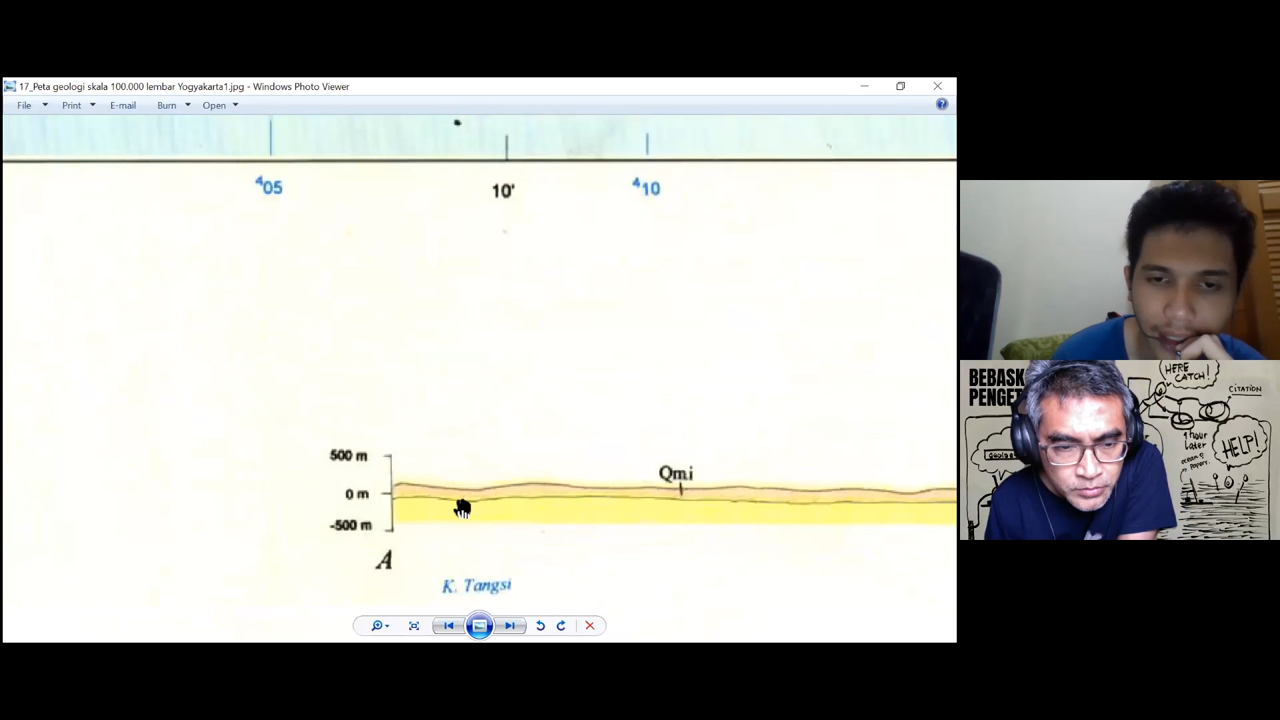 17_Peta geologi skala 100.000 lembar Yogyakarta1.jpg - Windows Photo Viewer
File Print E-mail Burn Open
405 10' 410
500 m
0 m
-500 m
Qmi
A
K. Tangsi
BEBASK
PENGET
HERE
CATCH!
CITATION
1 hour
later
HELP!